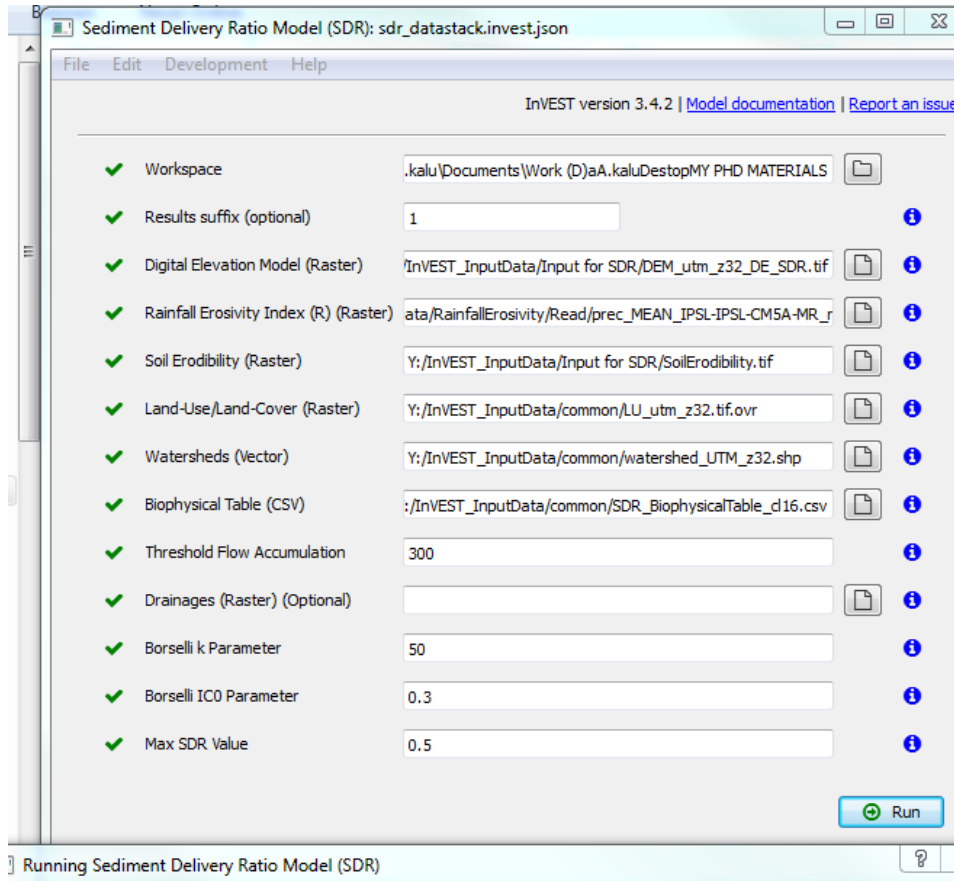 Sediment Delivery Ratio Model (SDR): sdr_datastack.invest.json
File Edit Development Help
InVEST version 3.4.2 | Model documentation | Report an issue
Workspace .kalu\Documents\Work (D)aA.kaluDestopMY PHD MATERIALS
Results suffix (optional) 1
Digital Elevation Model (Raster) /InVEST_InputData/Input for SDR/DEM_utm_z32_DE_SDR.tif
Rainfall Erosivity Index (R) (Raster) ata/RainfallErosivity/Read/prec_MEAN_IPSL-IPSL-CM5A-MR_r
Soil Erodibility (Raster) Y:/InVEST_InputData/Input for SDR/SoilErodibility.tif
Land-Use/Land-Cover (Raster) Y:/InVEST_InputData/common/LU_utm_z32.tif.ovr
Watersheds (Vector) Y:/InVEST_InputData/common/watershed_UTM_z32.shp
Biophysical Table (CSV) :/InVEST_InputData/common/SDR_BiophysicalTable_cl16.csv
Threshold Flow Accumulation 300
Drainages (Raster) (Optional)
Borselli k Parameter 50
Borselli IC0 Parameter 0.3
Max SDR Value 0.5
Run
Running Sediment Delivery Ratio Model (SDR)